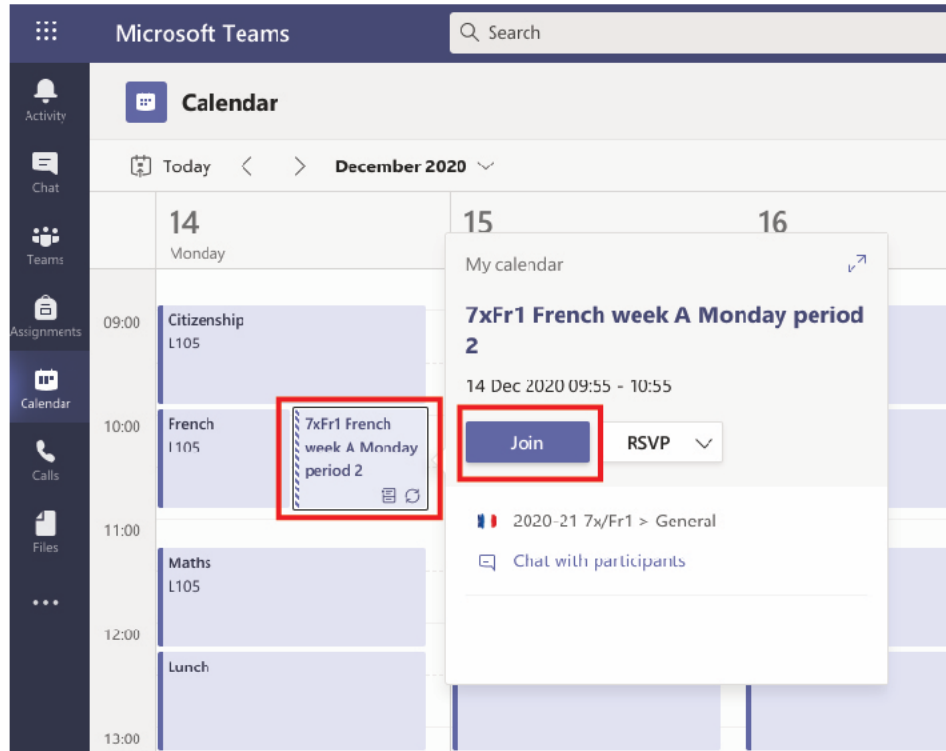 Microsoft Teams
Search
Activity
Chat
Teams
Assignments
Calendar
Calls
Files
Calendar
Today
December 2020
14
Monday
15
16
09:00
10:00
11:00
12:00
13:00
Citizenship
L105
French
L105
7xFr1 French
week A Monday
period 2
Maths
L105
Lunch
My calendar
7xFr1 French week A Monday period
2
14 Dec 2020 09:55 - 10:55
Join
RSVP
2020-21 7x/Fr1 > General
Chat with participants